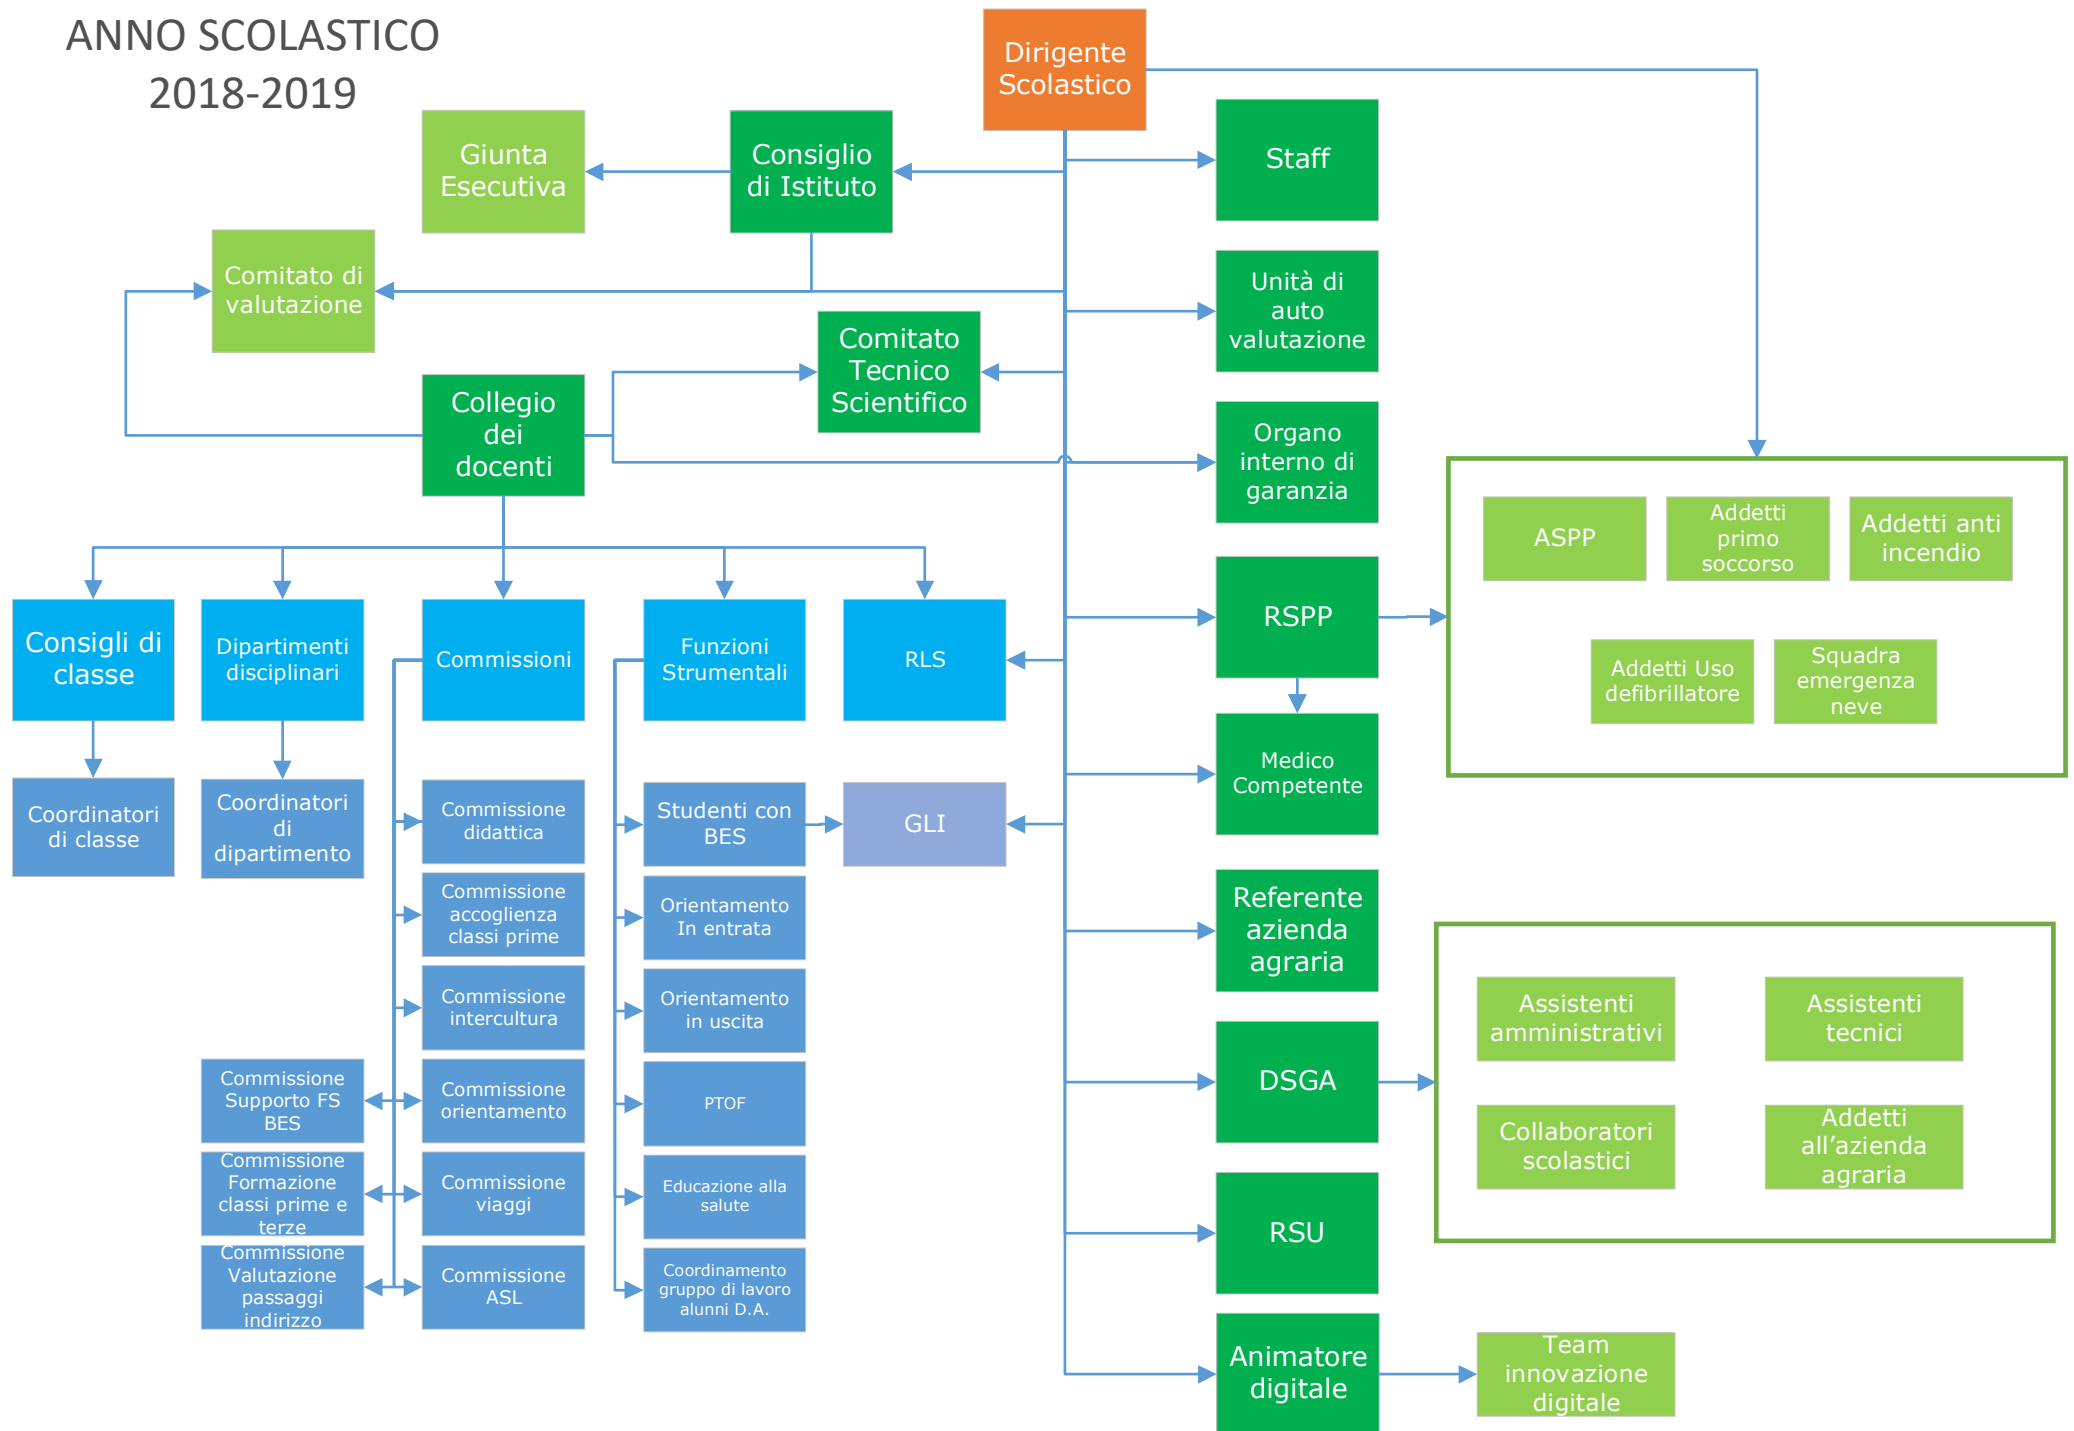 ANNO SCOLASTICO
2018-2019
Dirigente
Scolastico
Giunta
Esecutiva
Consiglio
di Istituto
Staff
Comitato di
valutazione
Unità di
auto
valutazione
Comitato
Tecnico
Scientifico
Collegio
dei
docenti
Organo
interno di
garanzia
ASPP
Addetti
primo
soccorso
Addetti anti
incendio
Consigli di
classe
Dipartimenti
disciplinari
Commissioni
Funzioni
Strumentali
RLS
RSPP
Addetti Uso
defibrillatore
Squadra
emergenza
neve
Coordinatori
di classe
Coordinatori
di
dipartimento
Commissione
didattica
Studenti con
BES
GLI
Medico
Competente
Commissione
accoglienza
classi prime
Orientamento
In entrata
Referente
azienda
agraria
Commissione
intercultura
Orientamento
in uscita
Assistenti
amministrativi
Assistenti
tecnici
Commissione
Supporto FS
BES
Commissione
orientamento
PTOF
DSGA
Collaboratori
scolastici
Addetti
all’azienda
agraria
Commissione
Formazione
classi prime e
terze
Commissione
viaggi
Educazione alla
salute
RSU
Commissione
Valutazione
passaggi
indirizzo
Commissione
ASL
Coordinamento
gruppo di lavoro
alunni D.A.
Animatore
digitale
Team
innovazione
digitale